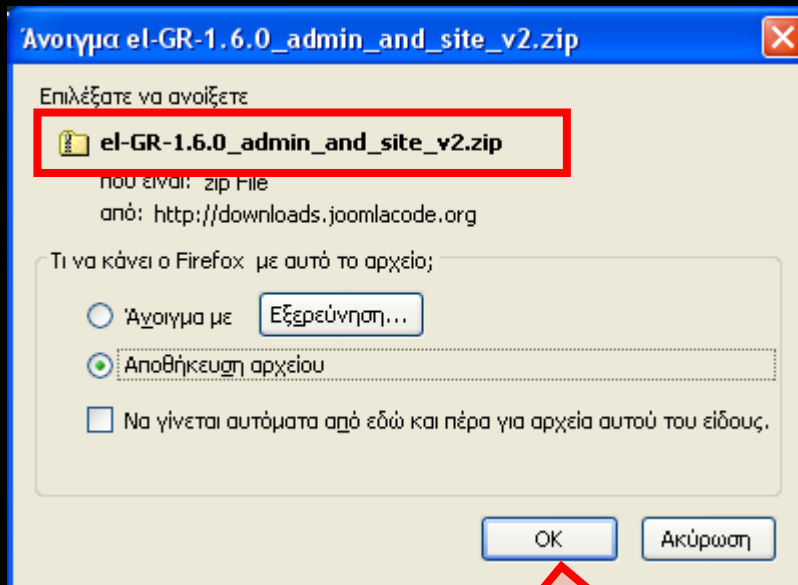 Άνοιγμα el-GR-1.6.0_admin_and_site_v2.zip
Επιλέξατε να ανοίξετε
el-GR-1.6.0_admin_and_site_v2.zip
που είναι: zip File
από: http://downloads.joomlacode.org
Τι να κάνει ο Firefox με αυτό το αρχείο;
Άνοιγμα με
Εξερεύνηση...
Αποθήκευση αρχείου
Να γίνεται αυτόματα από εδώ και πέρα για αρχεία αυτού του είδους.
OK
Ακύρωση